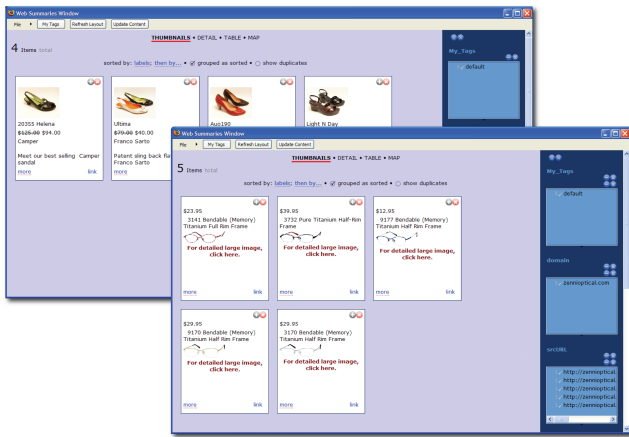 Web Summaries Window
File
My Tags
Refresh Layout
Update Content
THUMBNAILS • DETAIL • TABLE • MAP
4 Items total
sorted by: labels; then by... • grouped as sorted • show duplicates
My_Tags
default
20355 Helena
$125.00 $94.00
Camper
Meet our best selling Camper
sandal
more link
Ultima
$79.00 $40.00
Franco Sarto
Patent sling back
Franco Sarto
more
Auo190
Light N Day
Web Summaries Window
File
My Tags
Refresh Layout
Update Content
THUMBNAILS • DETAIL • TABLE • MAP
5 Items total
sorted by: labels; then by... • grouped as sorted • show duplicates
$23.95
3141 Bendable (Memory)
Titanium Full Rim Frame
For detailed large image,
click here.
more link
$39.95
3732 Pure Titanium Half-Rim
Frame
For detailed large image,
click here.
more link
$12.95
9177 Bendable (Memory)
Titanium Half Rim Frame
For detailed large image,
click here.
more link
$29.95
9170 Bendable (Memory)
Titanium Half Rim Frame
For detailed large image,
click here.
more link
$29.95
3170 Bendable (Memory)
Titanium Half Rim Frame
For detailed large image,
click here.
more link
My_Tags
default
domain
zennioptical.com
srcURL
http://zennioptical
http://zennioptical.
http://zennioptical.
http://zennioptical.
http://zennioptical.